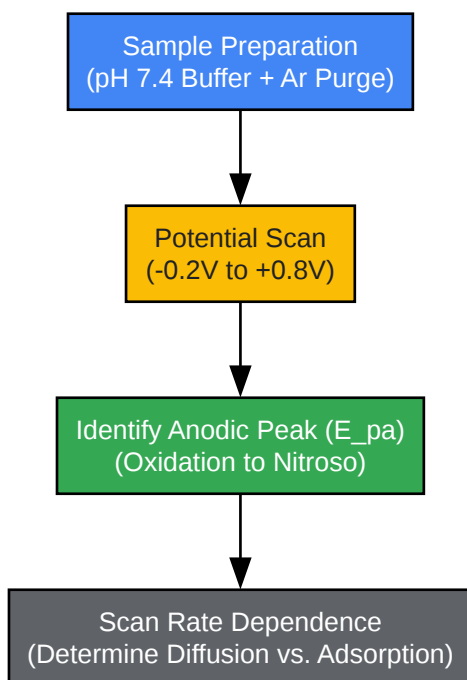 Sample Preparation
(pH 7.4 Buffer + Ar Purge)
Potential Scan
(-0.2V to +0.8V)
Identify Anodic Peak (E_pa)
(Oxidation to Nitroso)
Scan Rate Dependence
(Determine Diffusion vs. Adsorption)